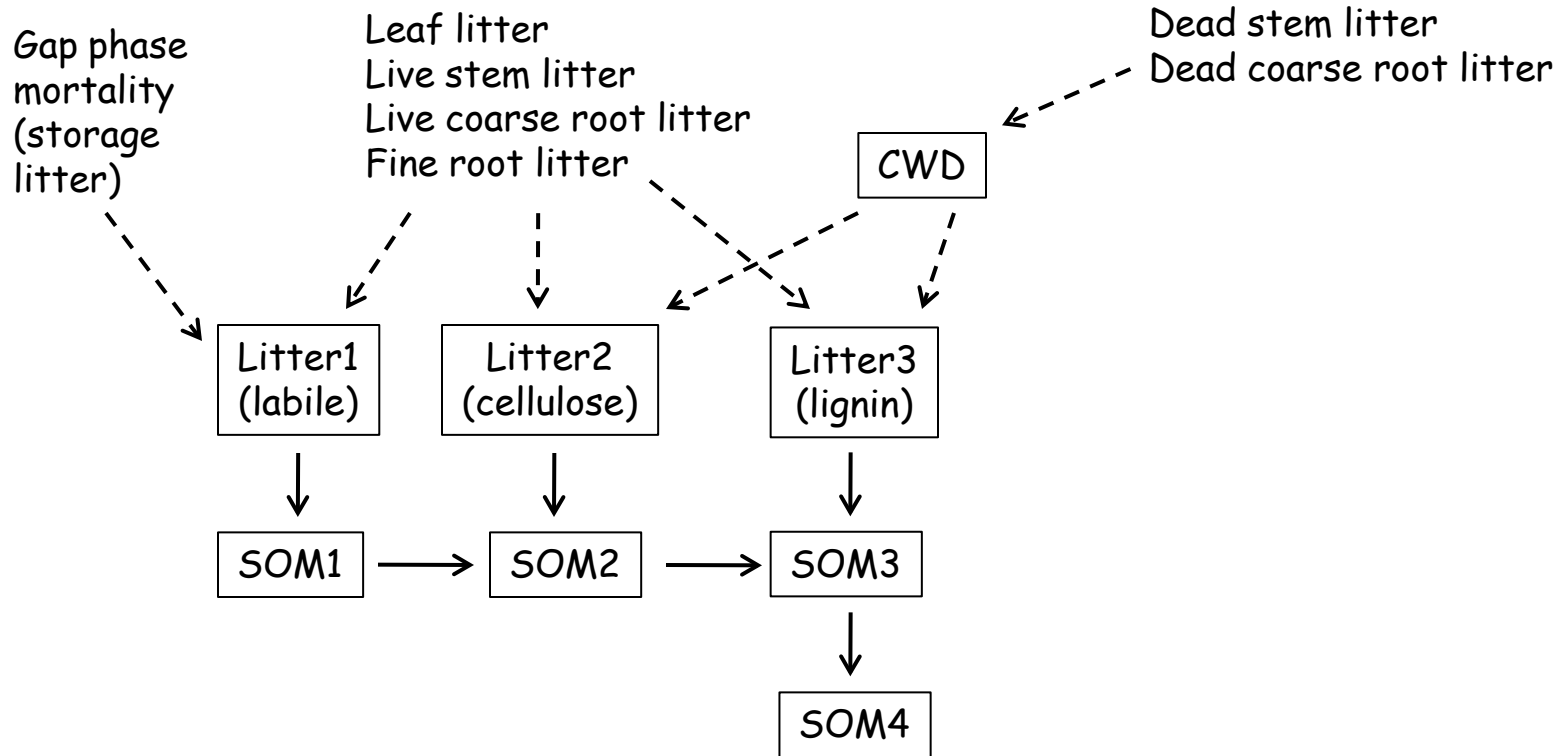 Gap phase
mortality
(storage
litter)
Leaf litter
Live stem litter
Live coarse root litter
Fine root litter
Dead stem litter
Dead coarse root litter
CWD
Litter1
(labile)
Litter2
(cellulose)
Litter3
(lignin)
SOM1
SOM2
SOM3
SOM4